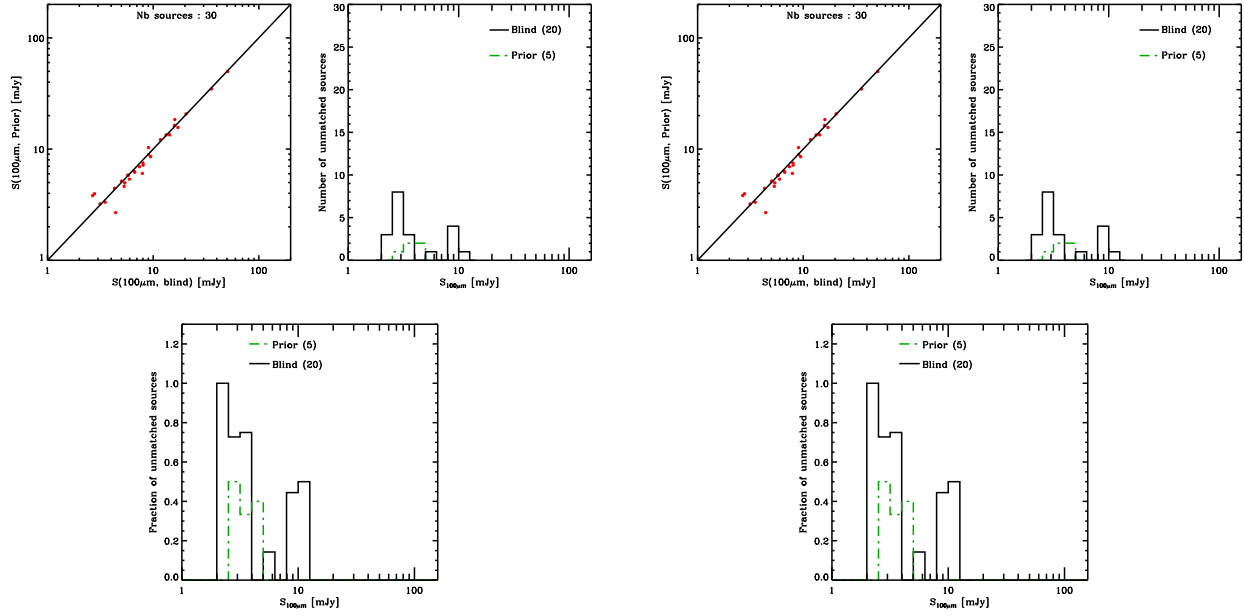 Nb sources : 30
S(100μm, Prior) [mJy]
100
10
1
1
10
100
S(100μm, blind) [mJy]
Number of unmatched sources
30
25
20
15
10
5
0
Blind (20)
Prior (5)
1
10
100
S100μm [mJy]
Nb sources : 30
S(100μm, Prior) [mJy]
100
10
1
1
10
100
S(100μm, blind) [mJy]
Number of unmatched sources
30
25
20
15
10
5
0
Blind (20)
Prior (5)
1
10
100
S100μm [mJy]
Fraction of unmatched sources
1.2
1.0
0.8
0.6
0.4
0.2
0.0
Prior (5)
Blind (20)
1
10
100
S100μm [mJy]
Fraction of unmatched sources
1.2
1.0
0.8
0.6
0.4
0.2
0.0
Prior (5)
Blind (20)
1
10
100
S100μm [mJy]